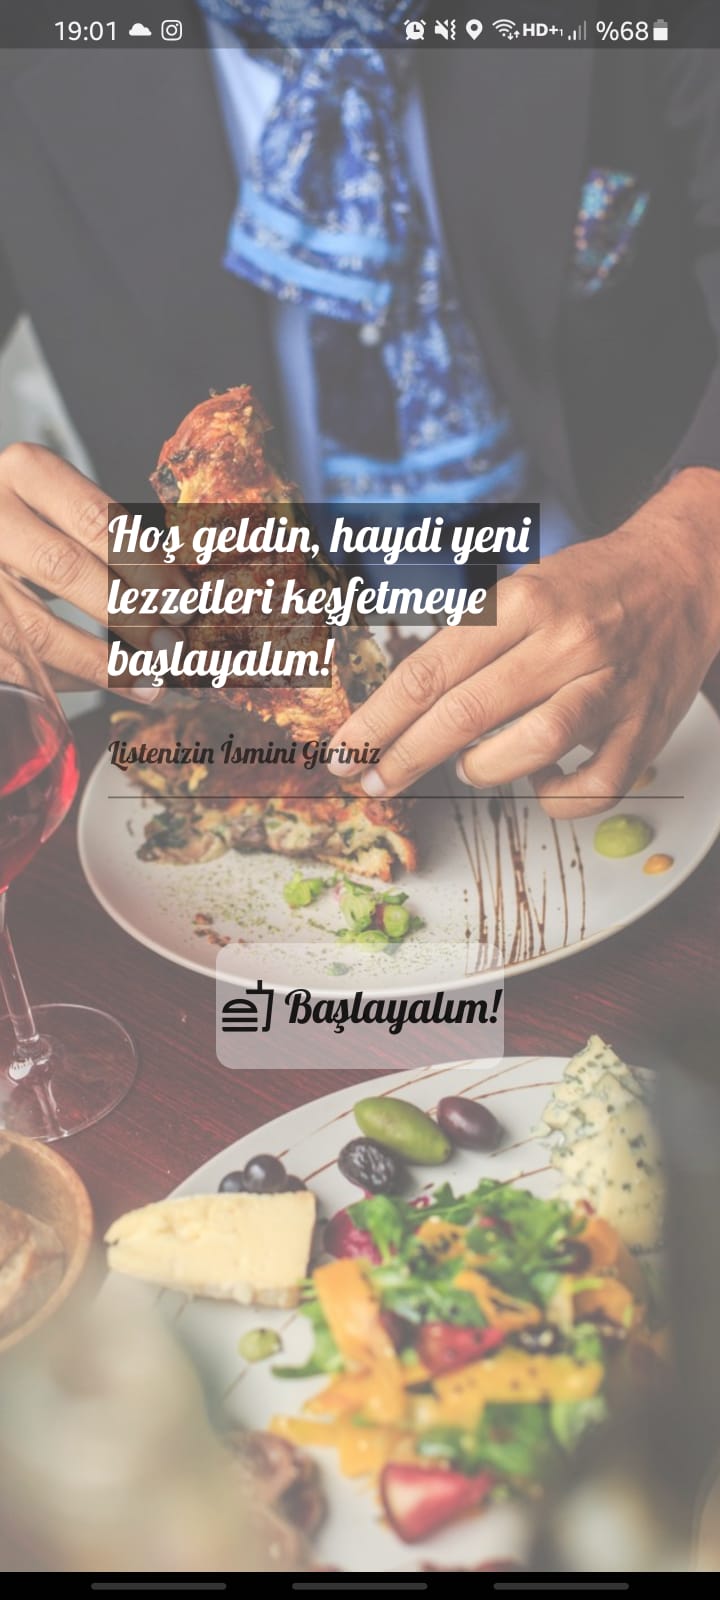 19:01 HD+ %68
Hoş geldin, haydi yeni
lezzetleri keşfetmeye
başlayalım!
Listenizin İsmini Giriniz
Başlayalım!